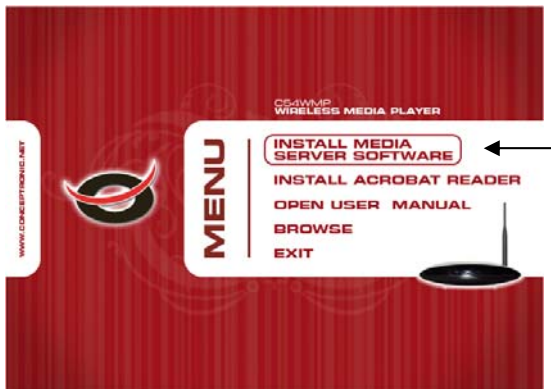 C54WMP
WIRELESS MEDIA PLAYER
WWW.CONCEPTRONIC.NET
MENU
INSTALL MEDIA
SERVER SOFTWARE
INSTALL ACROBAT READER
OPEN USER MANUAL
BROWSE
EXIT